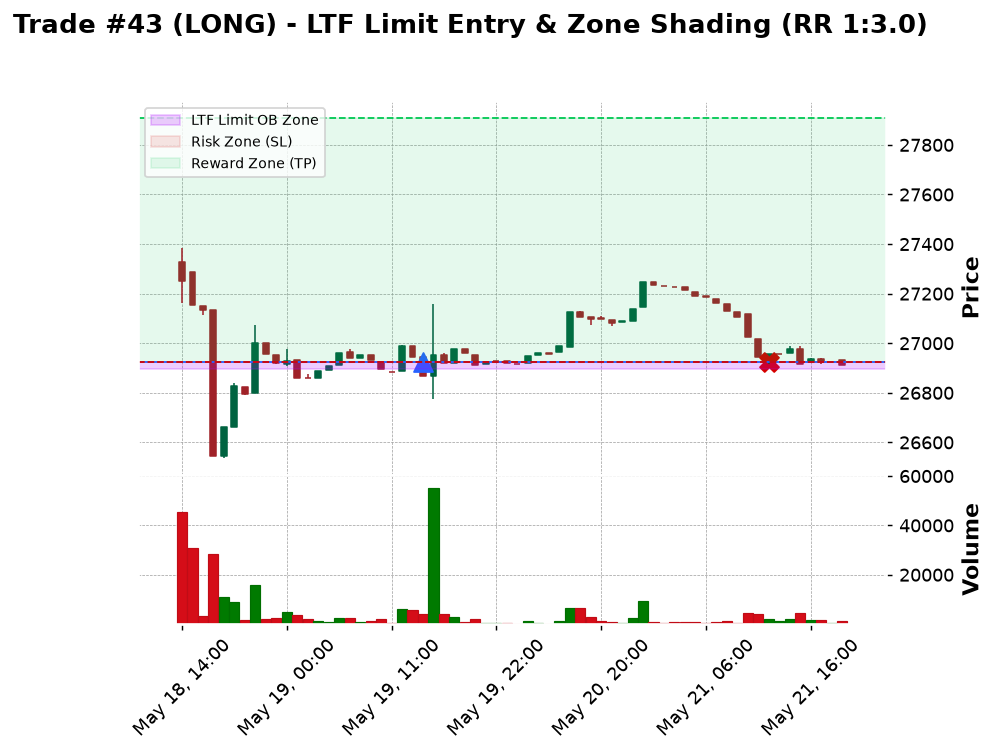 Trade #43 (LONG) - LTF Limit Entry & Zone Shading (RR 1:3.0)
LTF Limit OB Zone
Risk Zone (SL)
Reward Zone (TP)
27800
27600
27400
27200
27000
26800
26600
Price
60000
40000
20000
Volume
May 18, 14:00
May 19, 00:00
May 19, 11:00
May 19, 22:00
May 20, 20:00
May 21, 06:00
May 21, 16:00